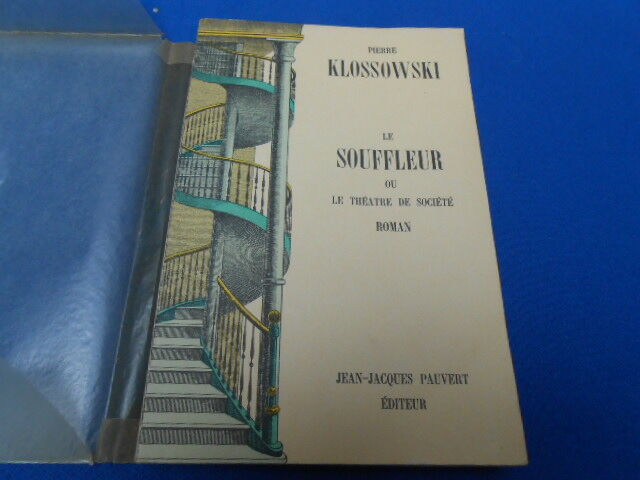 PIERRE
KLOSSOWSKI
LE
SOUFFLEUR
OU
LE THÉATRE DE SOCIÉTÉ
ROMAN
JEAN-JACQUES PAUVERT
ÉDITEUR